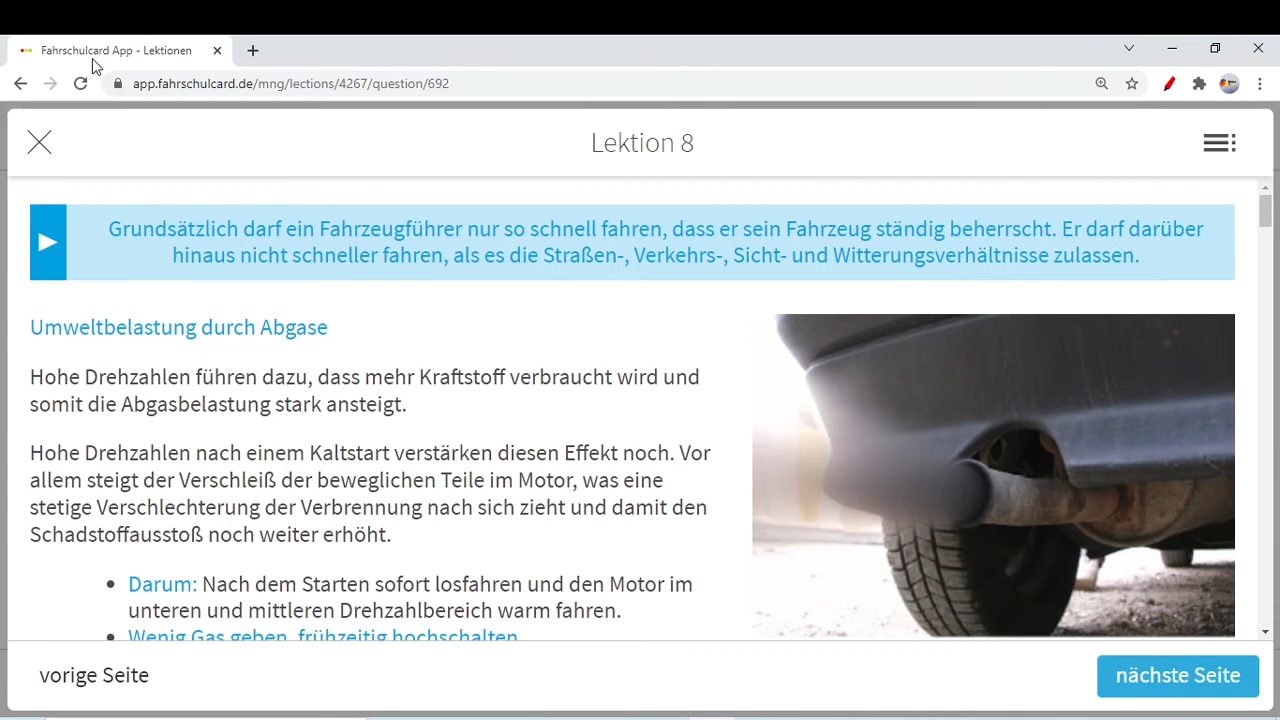 Fahrschulcard App - Lektionen
app.fahrschulcard.de/mng/lections/4267/question/692
Lektion 8
Grundsätzlich darf ein Fahrzeugführer nur so schnell fahren, dass er sein Fahrzeug ständig beherrscht. Er darf darüber
hinaus nicht schneller fahren, als es die Straßen-, Verkehrs-, Sicht- und Witterungsverhältnisse zulassen.
Umweltbelastung durch Abgase
Hohe Drehzahlen führen dazu, dass mehr Kraftstoff verbraucht wird und
somit die Abgasbelastung stark ansteigt.
Hohe Drehzahlen nach einem Kaltstart verstärken diesen Effekt noch. Vor
allem steigt der Verschleiß der beweglichen Teile im Motor, was eine
stetige Verschlechterung der Verbrennung nach sich zieht und damit den
Schadstoffausstoß noch weiter erhöht.
• Darum: Nach dem Starten sofort losfahren und den Motor im
unteren und mittleren Drehzahlbereich warm fahren.
• Wenig Gas geben, frühzeitig hochschalten
vorige Seite
nächste Seite